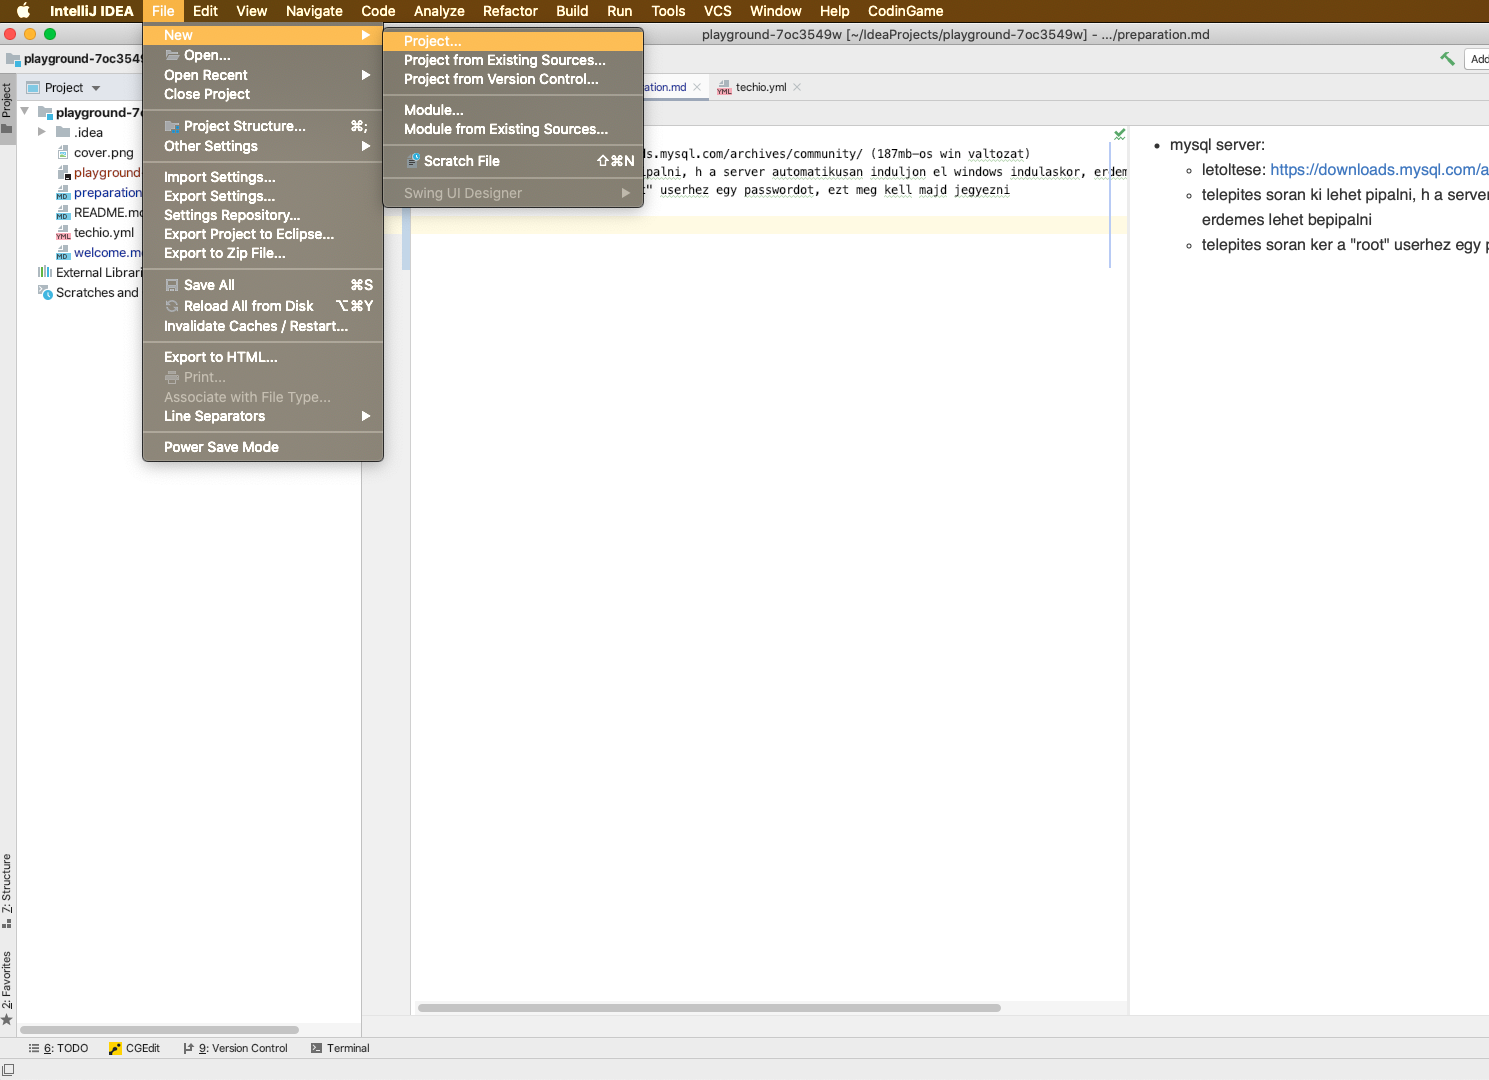 IntelliJ IDEA File Edit View Navigate Code Analyze Refactor Build Run Tools VCS Window Help CodinGame
playground-7oc3549w [~/IdeaProjects/playground-7oc3549w] - .../preparation.md
playground-7oc3549
Add
Project
Project
playground-7o
.idea
cover.png
playground-
preparation
README.md
techio.yml
welcome.md
External Librari
Scratches and
New
Open...
Open Recent
Close Project
Project Structure... ⌘;
Other Settings
Import Settings...
Export Settings...
Settings Repository...
Export Project to Eclipse...
Export to Zip File...
Save All ⌘S
Reload All from Disk ⌥⌘Y
Invalidate Caches / Restart...
Export to HTML...
Print...
Associate with File Type...
Line Separators
Power Save Mode
Project...
Project from Existing Sources...
Project from Version Control...
Module...
Module from Existing Sources...
Scratch File ⇧⌘N
Swing UI Designer
ation.md
techio.yml
ds.mysql.com/archives/community/ (187mb-os win valtozat)
ipalni, h a server automatikusan induljon el windows indulaskor, erdem
t" userhez egy passwordot, ezt meg kell majd jegyezni
mysql server:
letoltese: https://downloads.mysql.com/a
telepites soran ki lehet pipalni, h a server
erdemes lehet bepipalni
telepites soran ker a "root" userhez egy p
Z: Structure
2: Favorites
6: TODO
CGEdit
9: Version Control
Terminal